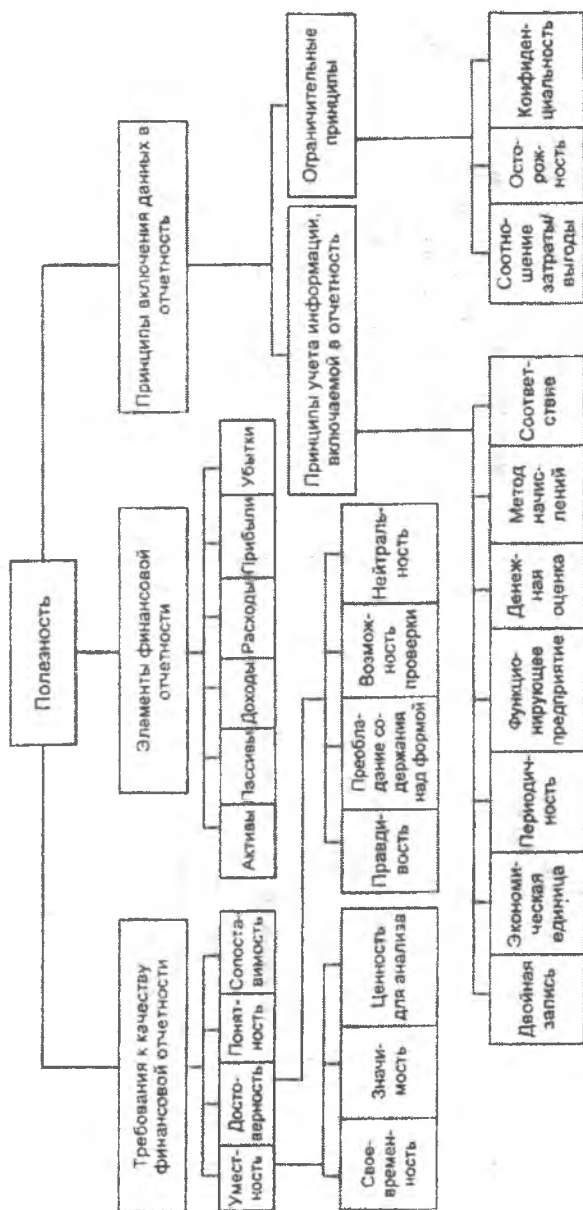 Полезность
Требования к качеству
финансовой отчетности
Элементы финансовой
отчетности
Принципы включения данных в
отчетность
Умест-
ность
Досто-
верность
Понят-
ность
Сопоста-
вимость
Активы
Пассивы
Доходы
Расходы
Прибыли
Убытки
Принципы учета информации,
включаемой в отчетность
Ограничительные
принципы
Свое-
времен-
ность
Значи-
мость
Ценность
для анализа
Правди-
вость
Преобла-
дание со-
держания
над формой
Возмож-
ность
проверки
Нейтраль-
ность
Двойная
запись
Экономи-
ческая
единица
Периодич-
ность
Функцио-
нирующее
предприятие
Денеж-
ная
оценка
Метод
начис-
лений
Соответ-
ствие
Соотно-
шение
затраты/
выгоды
Осто-
рож-
ность
Конфиден-
циальность